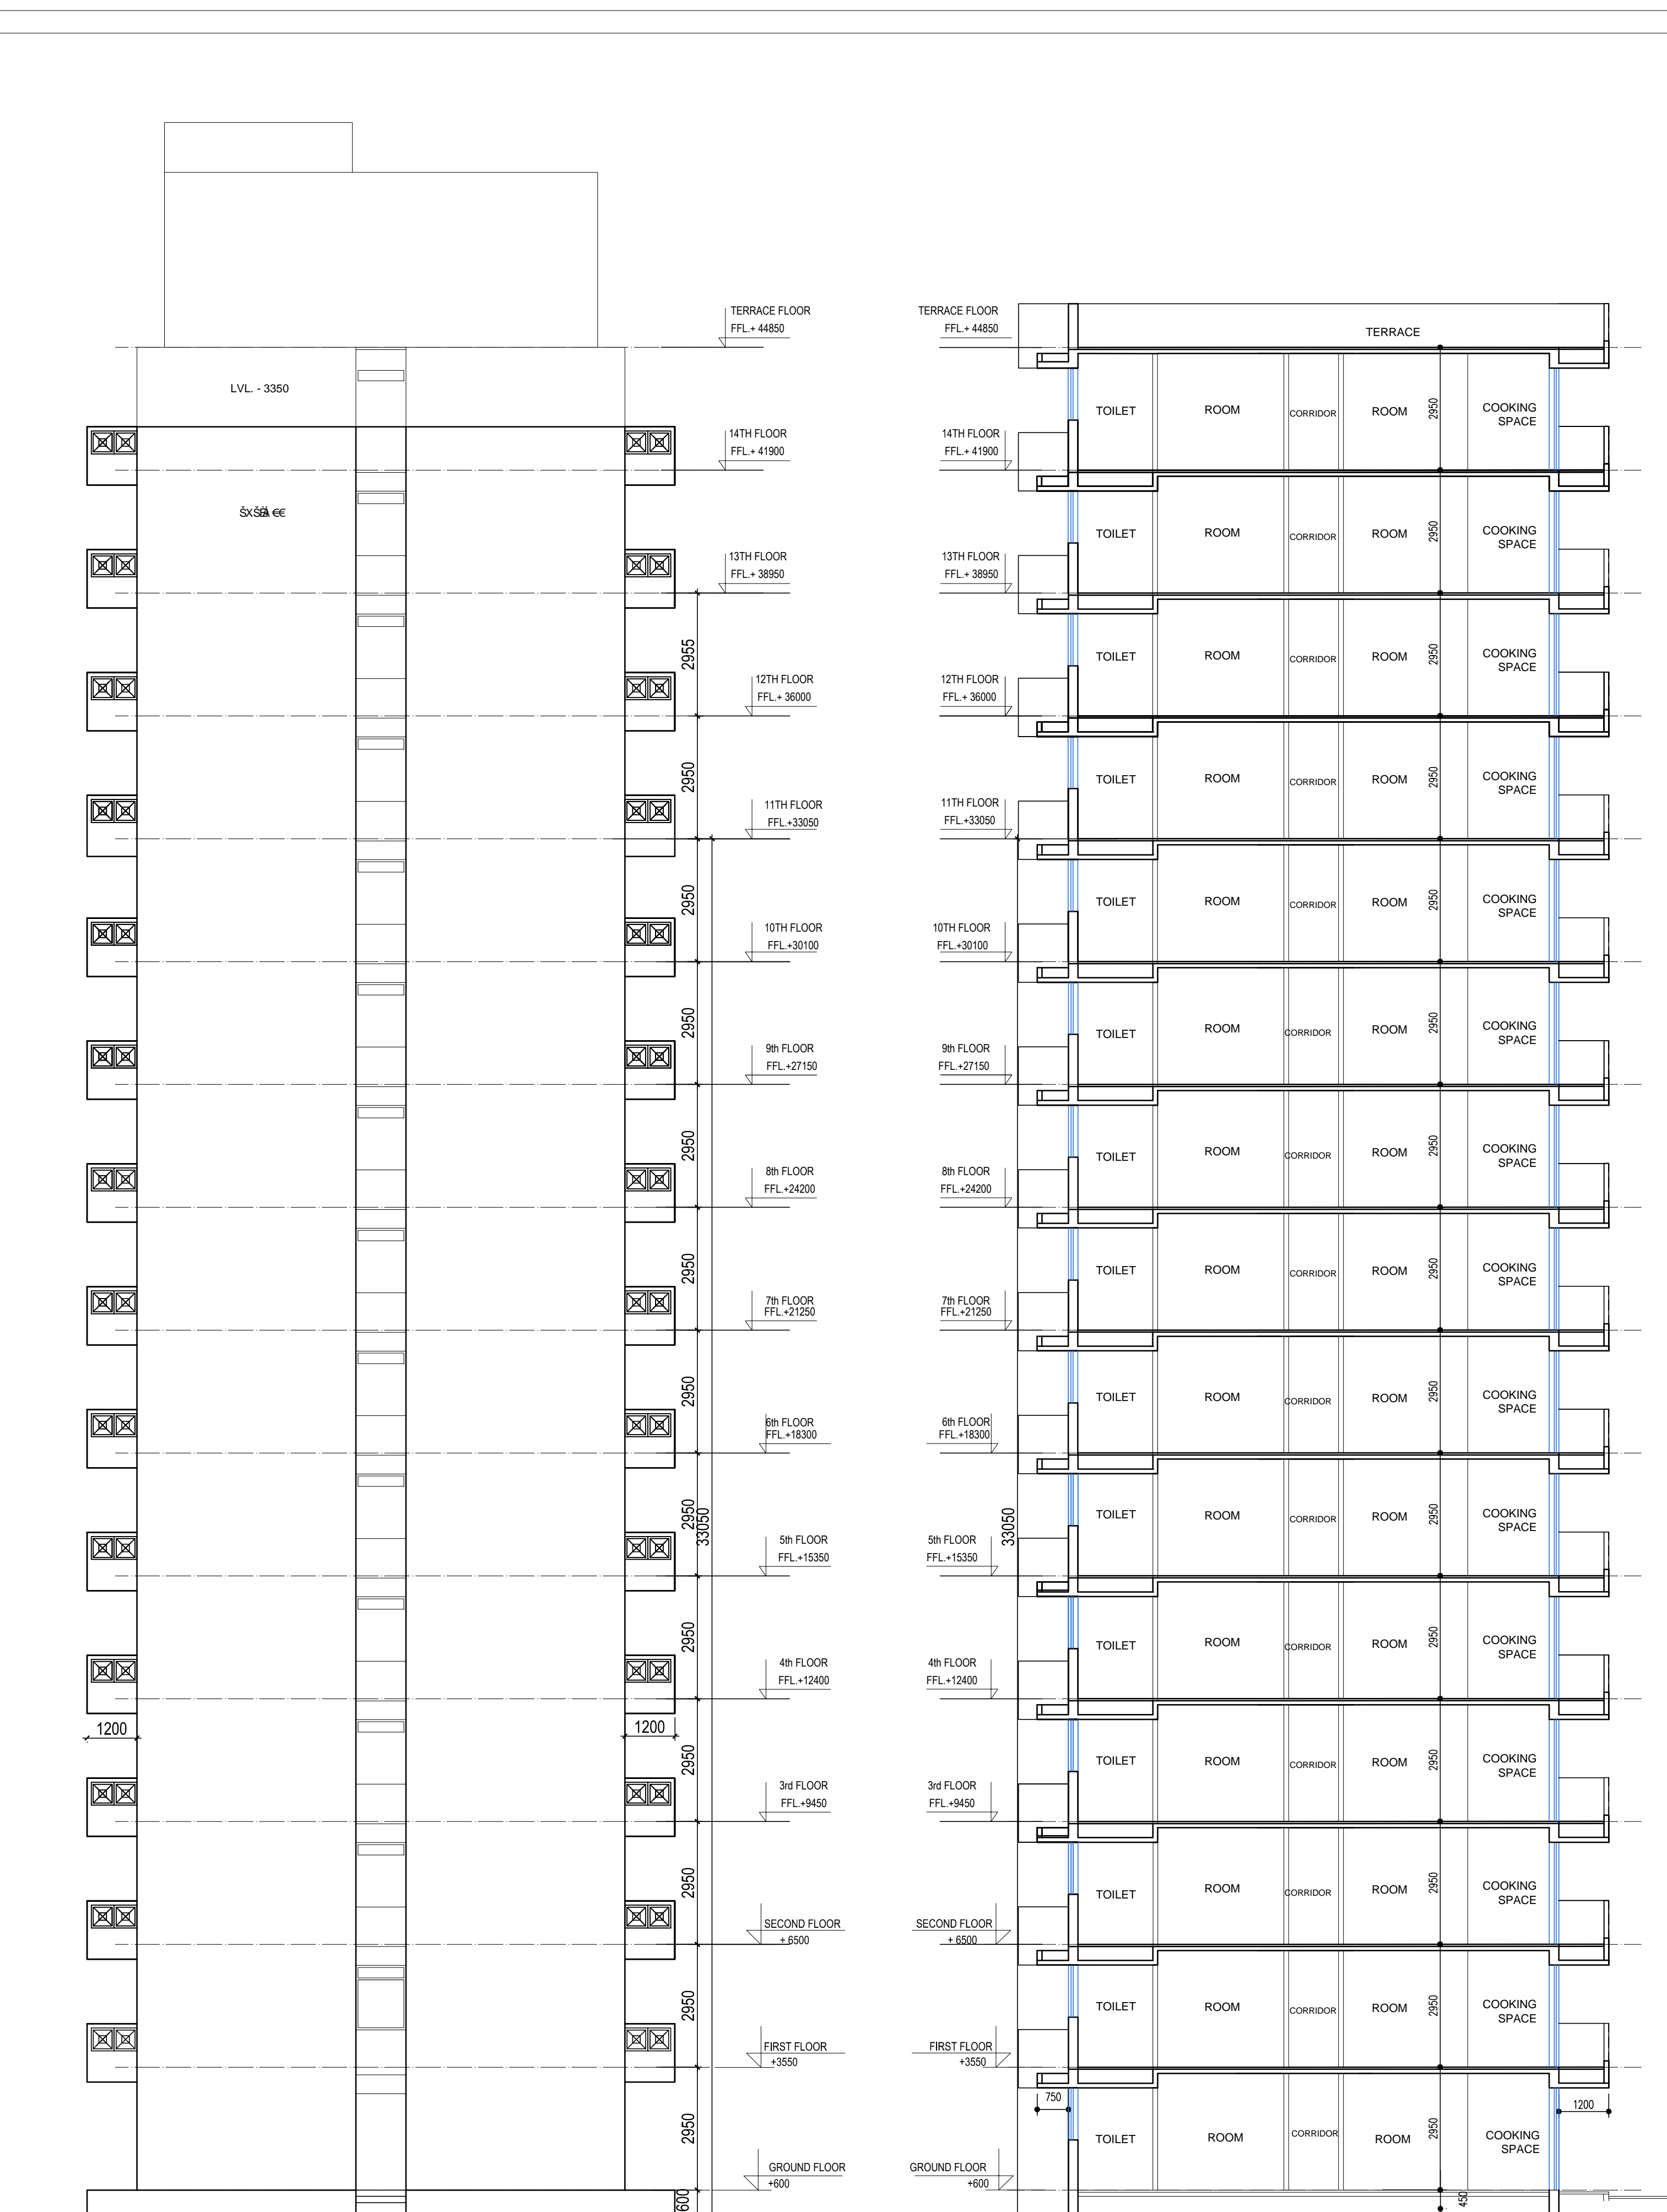 TERRACE FLOOR
FFL.+ 44850
LVL. - 3350
14TH FLOOR
FFL.+ 41900
13TH FLOOR
FFL.+ 38950
2955
12TH FLOOR
FFL.+ 36000
2950
11TH FLOOR
FFL.+33050
2950
10TH FLOOR
FFL.+30100
2950
9th FLOOR
FFL.+27150
2950
8th FLOOR
FFL.+24200
2950
7th FLOOR
FFL.+21250
2950
6th FLOOR
FFL.+18300
2950
33050
5th FLOOR
FFL.+15350
2950
4th FLOOR
FFL.+12400
1200
1200
2950
3rd FLOOR
FFL.+9450
2950
SECOND FLOOR
+ 6500
2950
FIRST FLOOR
+3550
2950
GROUND FLOOR
+600
600
TERRACE FLOOR
FFL.+ 44850
TERRACE
TOILET
ROOM
CORRIDOR
ROOM
2950
COOKING
SPACE
14TH FLOOR
FFL.+ 41900
TOILET
ROOM
CORRIDOR
ROOM
2950
COOKING
SPACE
13TH FLOOR
FFL.+ 38950
TOILET
ROOM
CORRIDOR
ROOM
2950
COOKING
SPACE
12TH FLOOR
FFL.+ 36000
TOILET
ROOM
CORRIDOR
ROOM
2950
COOKING
SPACE
11TH FLOOR
FFL.+33050
TOILET
ROOM
CORRIDOR
ROOM
2950
COOKING
SPACE
10TH FLOOR
FFL.+30100
TOILET
ROOM
CORRIDOR
ROOM
2950
COOKING
SPACE
9th FLOOR
FFL.+27150
TOILET
ROOM
CORRIDOR
ROOM
2950
COOKING
SPACE
8th FLOOR
FFL.+24200
TOILET
ROOM
CORRIDOR
ROOM
2950
COOKING
SPACE
7th FLOOR
FFL.+21250
TOILET
ROOM
CORRIDOR
ROOM
2950
COOKING
SPACE
6th FLOOR
FFL.+18300
33050
TOILET
ROOM
CORRIDOR
ROOM
2950
COOKING
SPACE
5th FLOOR
FFL.+15350
TOILET
ROOM
CORRIDOR
ROOM
2950
COOKING
SPACE
4th FLOOR
FFL.+12400
TOILET
ROOM
CORRIDOR
ROOM
2950
COOKING
SPACE
3rd FLOOR
FFL.+9450
TOILET
ROOM
CORRIDOR
ROOM
2950
COOKING
SPACE
SECOND FLOOR
+ 6500
TOILET
ROOM
CORRIDOR
ROOM
2950
COOKING
SPACE
FIRST FLOOR
+3550
750
1200
TOILET
ROOM
CORRIDOR
ROOM
2950
COOKING
SPACE
GROUND FLOOR
+600
450